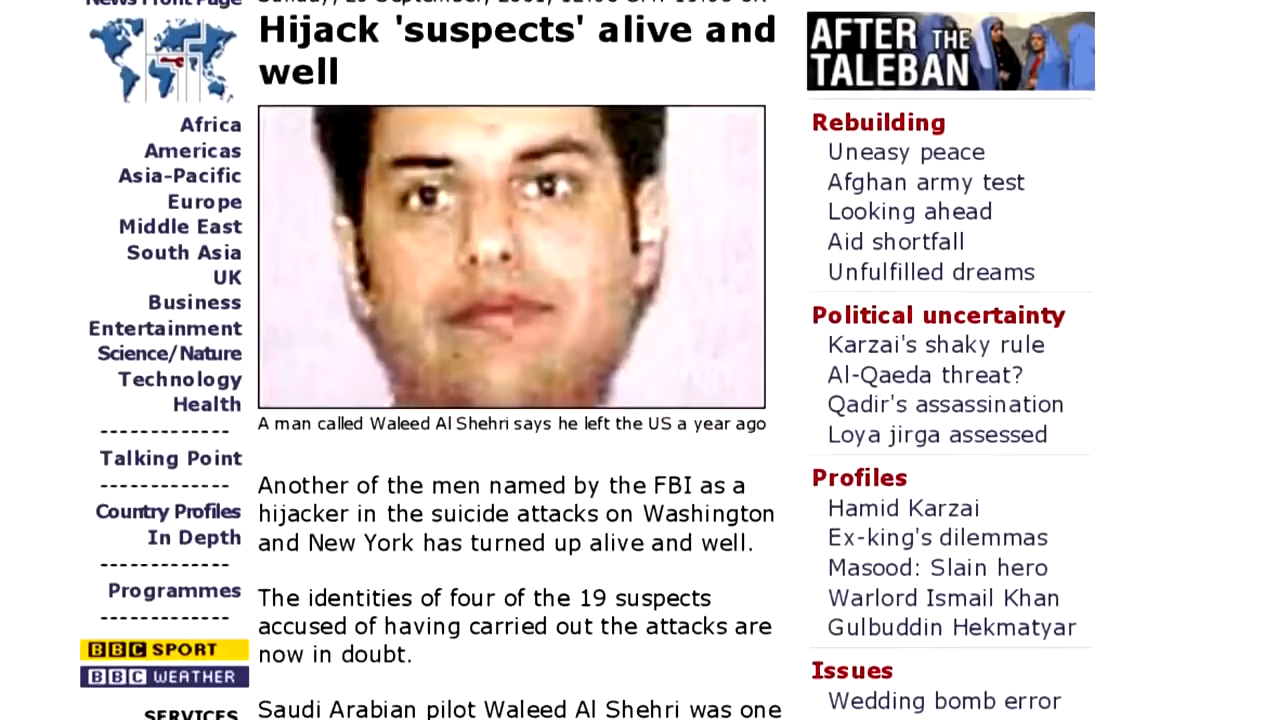 News Front Page
Africa
Americas
Asia-Pacific
Europe
Middle East
South Asia
UK
Business
Entertainment
Science/Nature
Technology
Health
-------------
Talking Point
-------------
Country Profiles
In Depth
-------------
Programmes
-------------
BBC SPORT
BBC WEATHER
SERVICES
Hijack 'suspects' alive and
well
A man called Waleed Al Shehri says he left the US a year ago
Another of the men named by the FBI as a
hijacker in the suicide attacks on Washington
and New York has turned up alive and well.
The identities of four of the 19 suspects
accused of having carried out the attacks are
now in doubt.
Saudi Arabian pilot Waleed Al Shehri was one
AFTER THE
TALEBAN
Rebuilding
Uneasy peace
Afghan army test
Looking ahead
Aid shortfall
Unfulfilled dreams
Political uncertainty
Karzai's shaky rule
Al-Qaeda threat?
Qadir's assassination
Loya jirga assessed
Profiles
Hamid Karzai
Ex-king's dilemmas
Masood: Slain hero
Warlord Ismail Khan
Gulbuddin Hekmatyar
Issues
Wedding bomb error